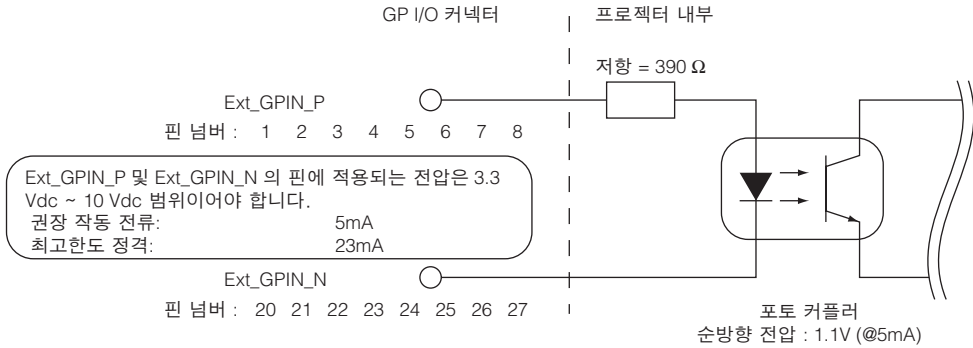 GP I/O 커넥터
프로젝터 내부
저항 = 390 Ω
Ext_GPIN_P
핀 넘버 : 1 2 3 4 5 6 7 8
Ext_GPIN_P 및 Ext_GPIN_N 의 핀에 적용되는 전압은 3.3
Vdc ~ 10 Vdc 범위이어야 합니다.
권장 작동 전류: 5mA
최고한도 정격: 23mA
Ext_GPIN_N
핀 넘버 : 20 21 22 23 24 25 26 27
포토 커플러
순방향 전압 : 1.1V (@5mA)